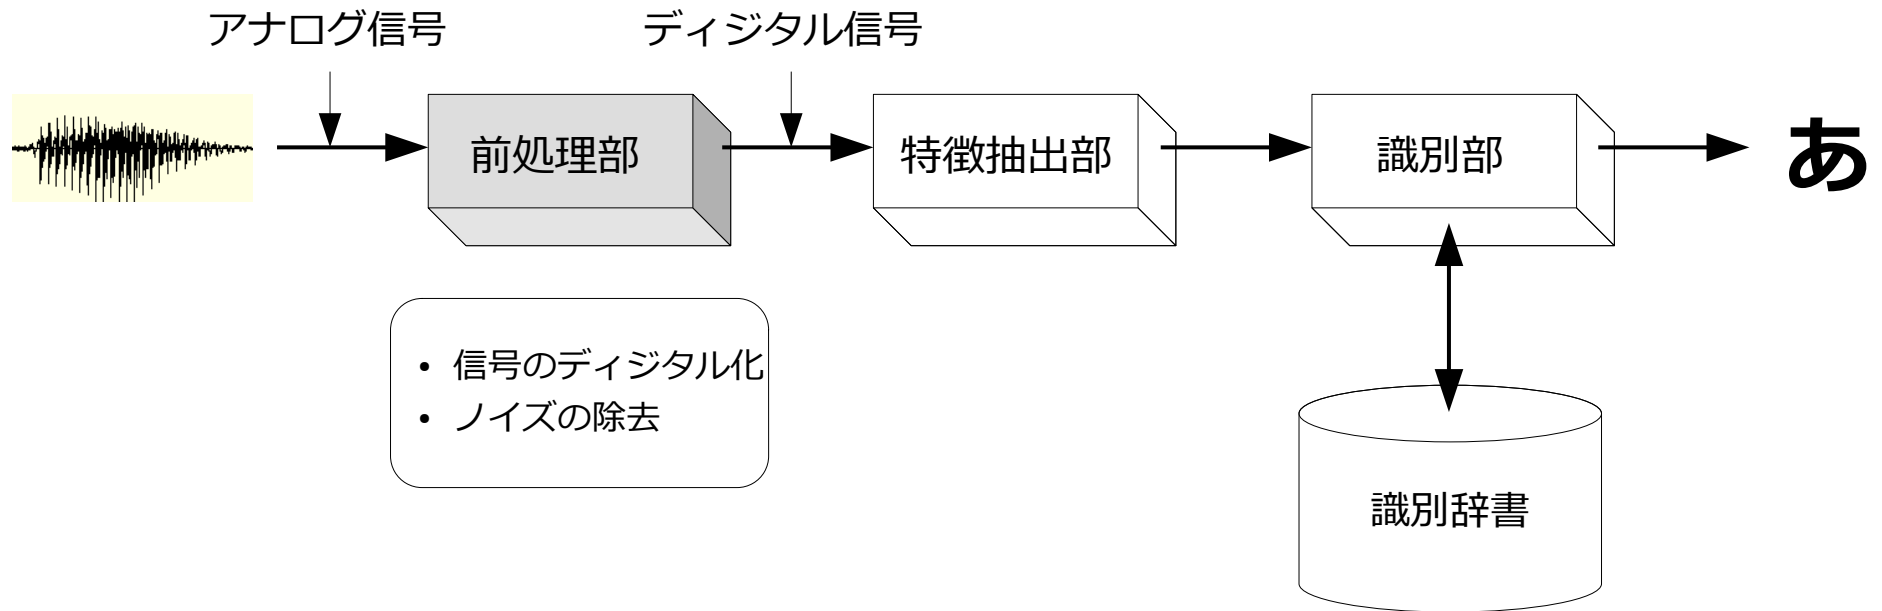 アナログ信号
ディジタル信号
前処理部
特徴抽出部
識別部
あ
• 信号のディジタル化
• ノイズの除去
識別辞書